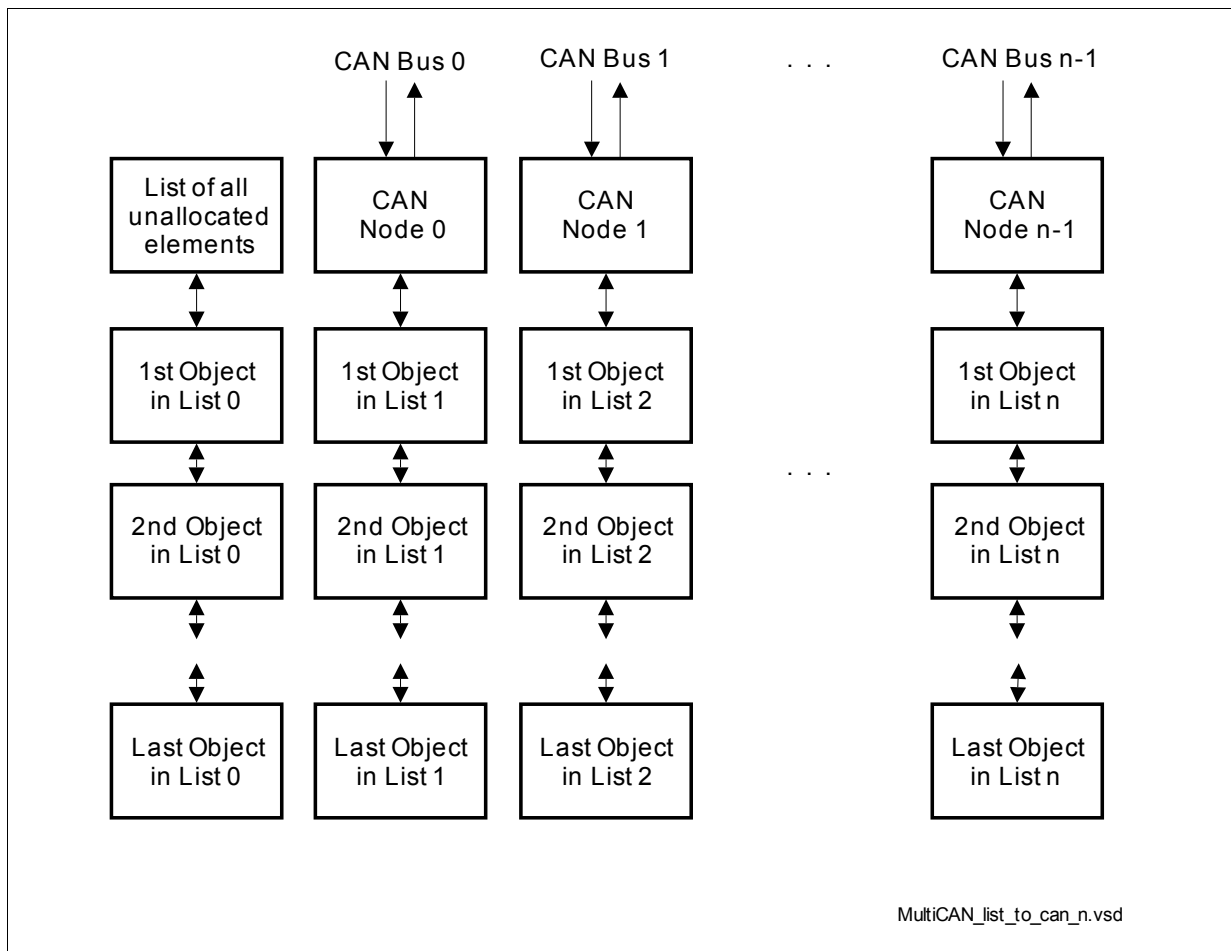 CAN Bus 0
CAN Bus 1
. . .
CAN Bus n-1
List of all
unallocated
elements
CAN
Node 0
CAN
Node 1
CAN
Node n-1
1st Object
in List 0
1st Object
in List 1
1st Object
in List 2
1st Object
in List n
. . .
2nd Object
in List 0
2nd Object
in List 1
2nd Object
in List 2
2nd Object
in List n
Last Object
in List 0
Last Object
in List 1
Last Object
in List 2
Last Object
in List n
MultiCAN_list_to_can_n.vsd